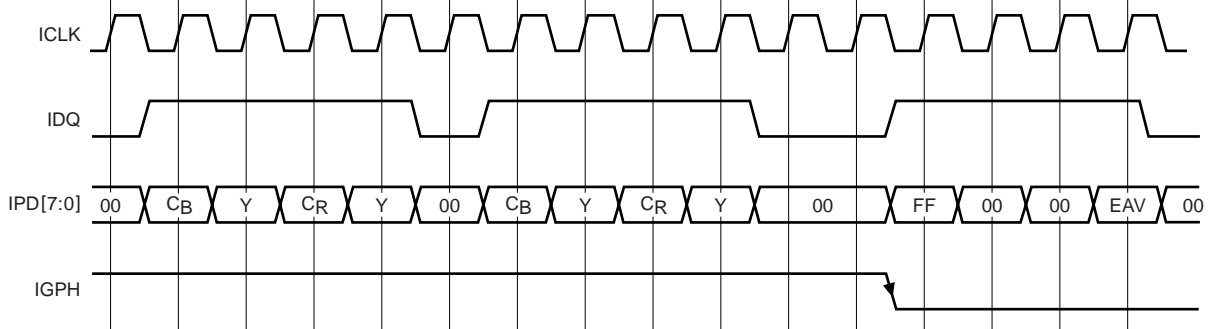 ICLK
IDQ
IPD[7:0] 00 CB Y CR Y 00 CB Y CR Y 00 FF 00 00 EAV 00
IGPH